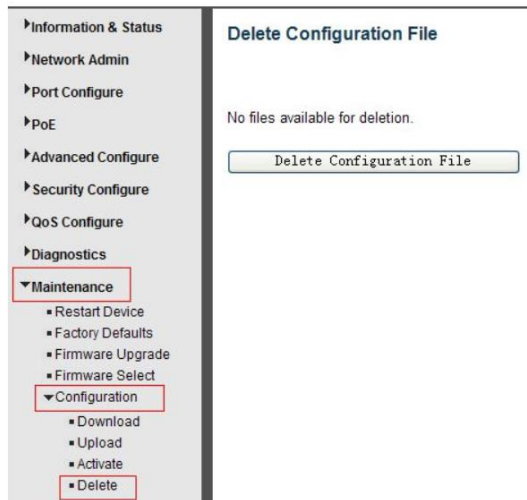 Information & Status
Network Admin
Port Configure
PoE
Advanced Configure
Security Configure
QoS Configure
Diagnostics
Maintenance
Restart Device
Factory Defaults
Firmware Upgrade
Firmware Select
Configuration
Download
Upload
Activate
Delete
Delete Configuration File
No files available for deletion.
Delete Configuration File